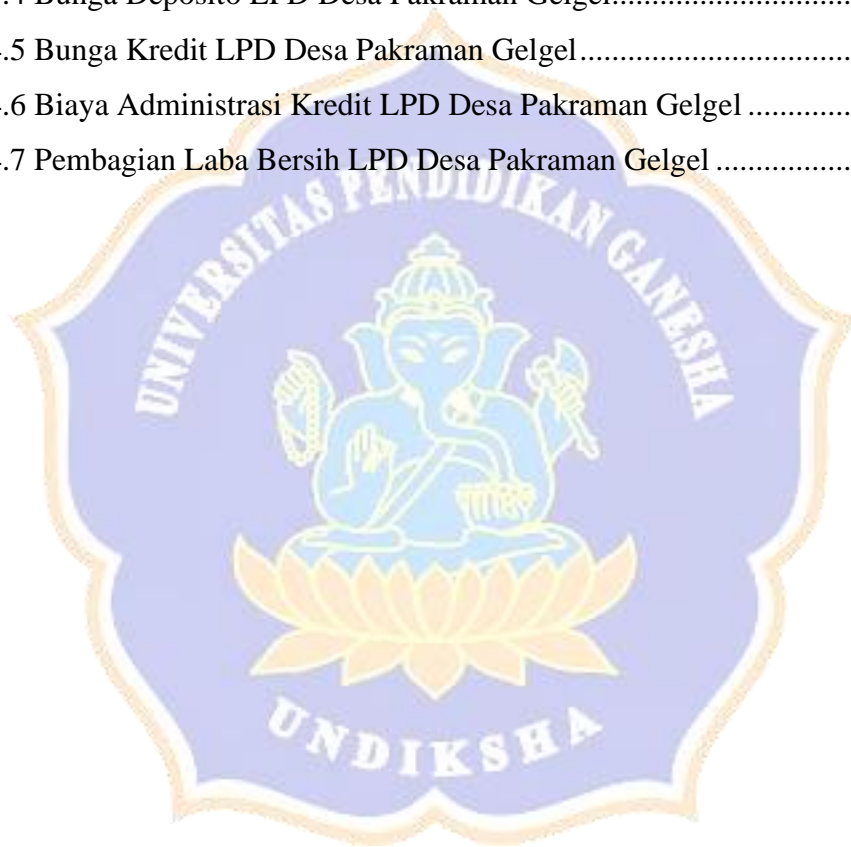 .4 Bunga Deposito LPD Desa Pakraman Gelgel..............................
.5 Bunga Kredit LPD Desa Pakraman Gelgel..................................
.6 Biaya Administrasi Kredit LPD Desa Pakraman Gelgel .............
.7 Pembagian Laba Bersih LPD Desa Pakraman Gelgel .................
UNIVERSITAS PENDIDIKAN GANESHA
UNDIKSHA